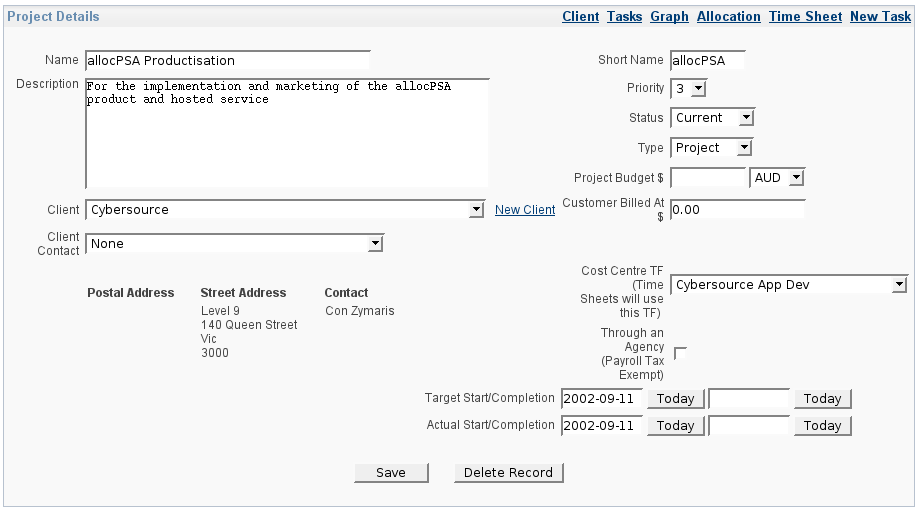 Project Details
Client Tasks Graph Allocation Time Sheet New Task
Name allocPSA Productisation
Short Name allocPSA
Description For the implementation and marketing of the allocPSA
product and hosted service
Priority 3
Status Current
Type Project
Project Budget $ AUD
Client Cybersource New Client
Customer Billed At
$ 0.00
Client
Contact None
Postal Address
Street Address
Level 9
140 Queen Street
Vic
3000
Contact
Con Zymaris
Cost Centre TF
(Time
Sheets will use
this TF)
Cybersource App Dev
Through an
Agency
(Payroll Tax
Exempt)
Target Start/Completion 2002-09-11 Today Today
Actual Start/Completion 2002-09-11 Today Today
Save Delete Record